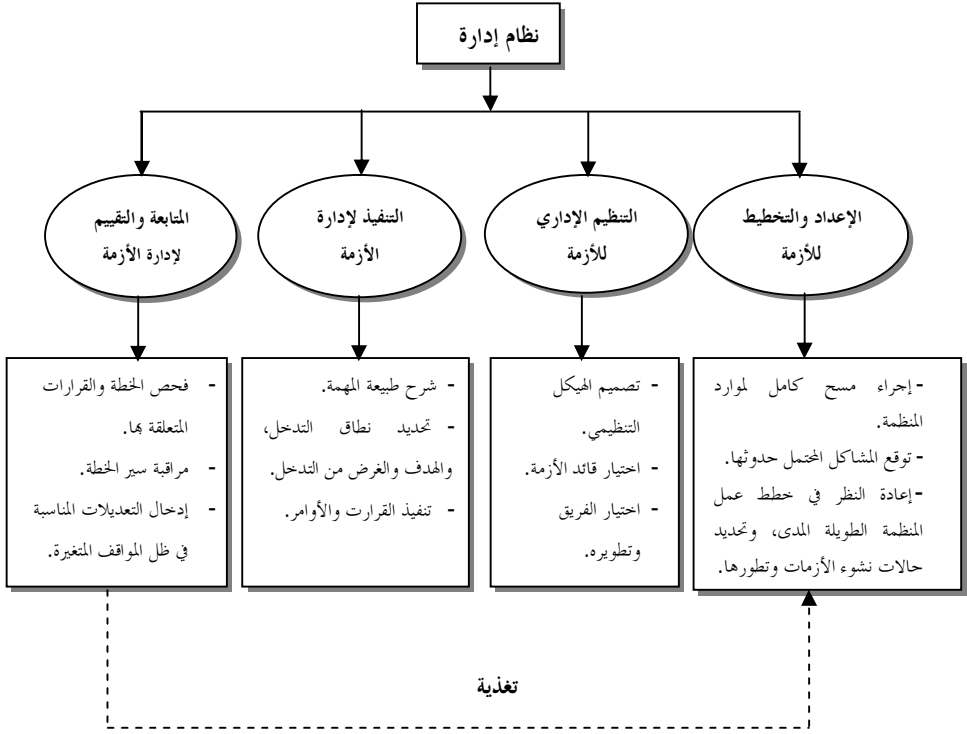 نظام إدارة
الإعداد والتخطيط
للأزمة
التنظيم الإداري
للأزمة
التنفيذ لإدارة
الأزمة
المتابعة والتقييم
لإدارة الأزمة
- إجراء مسح كامل لموارد
المنظمة.
- توقع المشاكل المحتمل حدوثها.
- إعادة النظر في خطط عمل
المنظمة الطويلة المدى، وتحديد
حالات نشوء الأزمات وتطورها.
- تصميم الهيكل
التنظيمي.
- اختيار قائد الأزمة.
- اختيار الفريق
وتطويره.
- شرح طبيعة المهمة.
- تحديد نطاق التدخل،
والهدف والغرض من التدخل.
- تنفيذ القرارت والأوامر.
- فحص الخطة والقرارات
المتعلقة بها.
- مراقبة سير الخطة.
- إدخال التعديلات المناسبة
في ظل المواقف المتغيرة.
تغذية